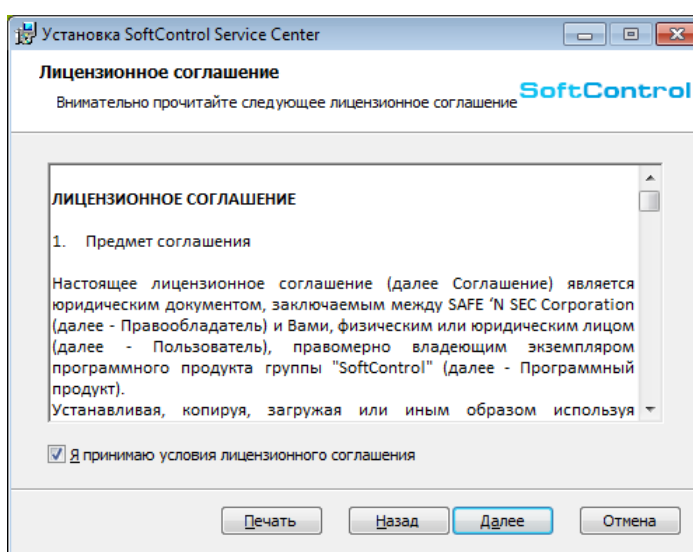 Установка SoftControl Service Center
Лицензионное соглашение
Внимательно прочитайте следующее лицензионное соглашение
SoftControl
ЛИЦЕНЗИОННОЕ СОГЛАШЕНИЕ
1. Предмет соглашения
Настоящее лицензионное соглашение (далее Соглашение) является
юридическим документом, заключаемым между SAFE ‘N SEC Corporation
(далее - Правообладатель) и Вами, физическим или юридическим лицом
(далее - Пользователь), правомерно владеющим экземпляром
программного продукта группы "SoftControl" (далее - Программный
продукт).
Устанавливая, копируя, загружая или иным образом используя
Я принимаю условия лицензионного соглашения
Печать
Назад
Далее
Отмена